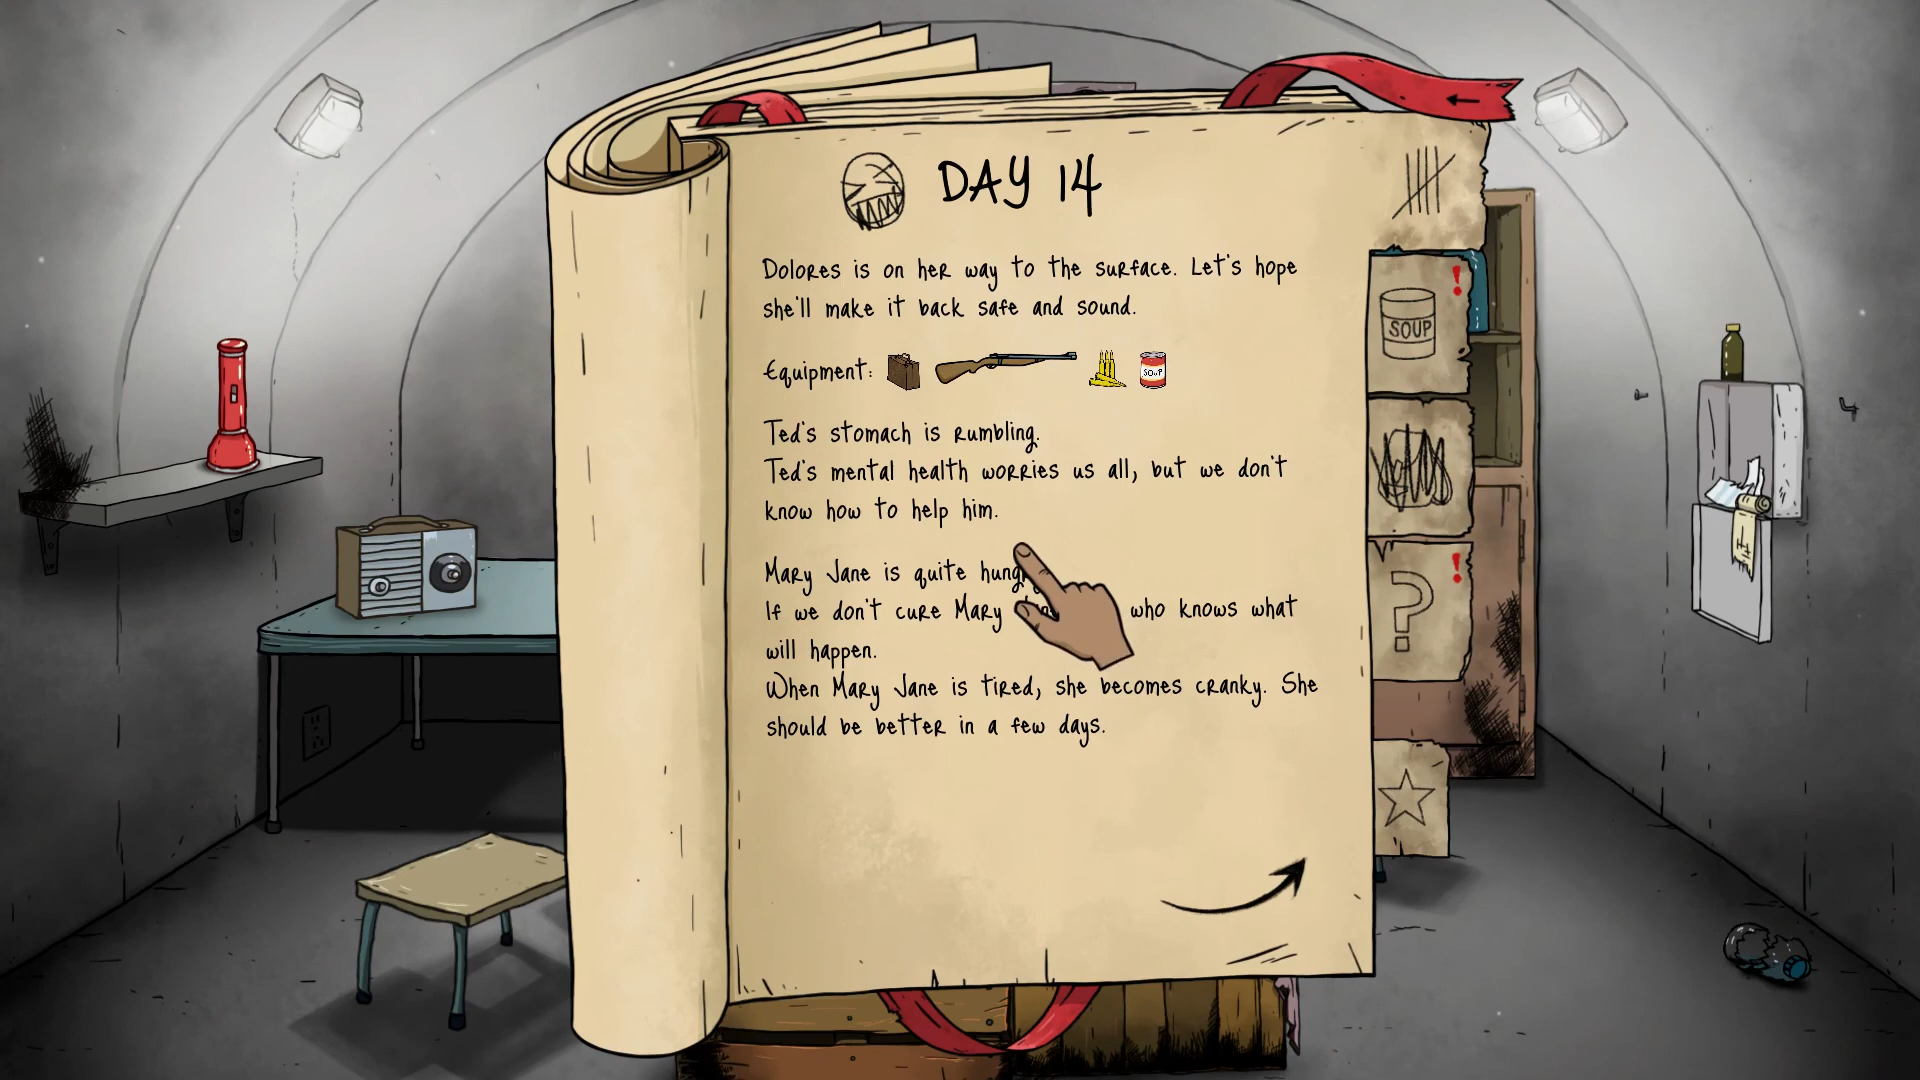 DAY 14
Dolores is on her way to the surface. Let's hope
she'll make it back safe and sound.
Equipment:
SOUP
SOUP
Ted's stomach is rumbling.
Ted's mental health worries us all, but we don't
know how to help him.
Mary Jane is quite
If we don't cure Mary who knows what
will happen.
When Mary Jane is tired, she becomes cranky. She
should be better in a few days.